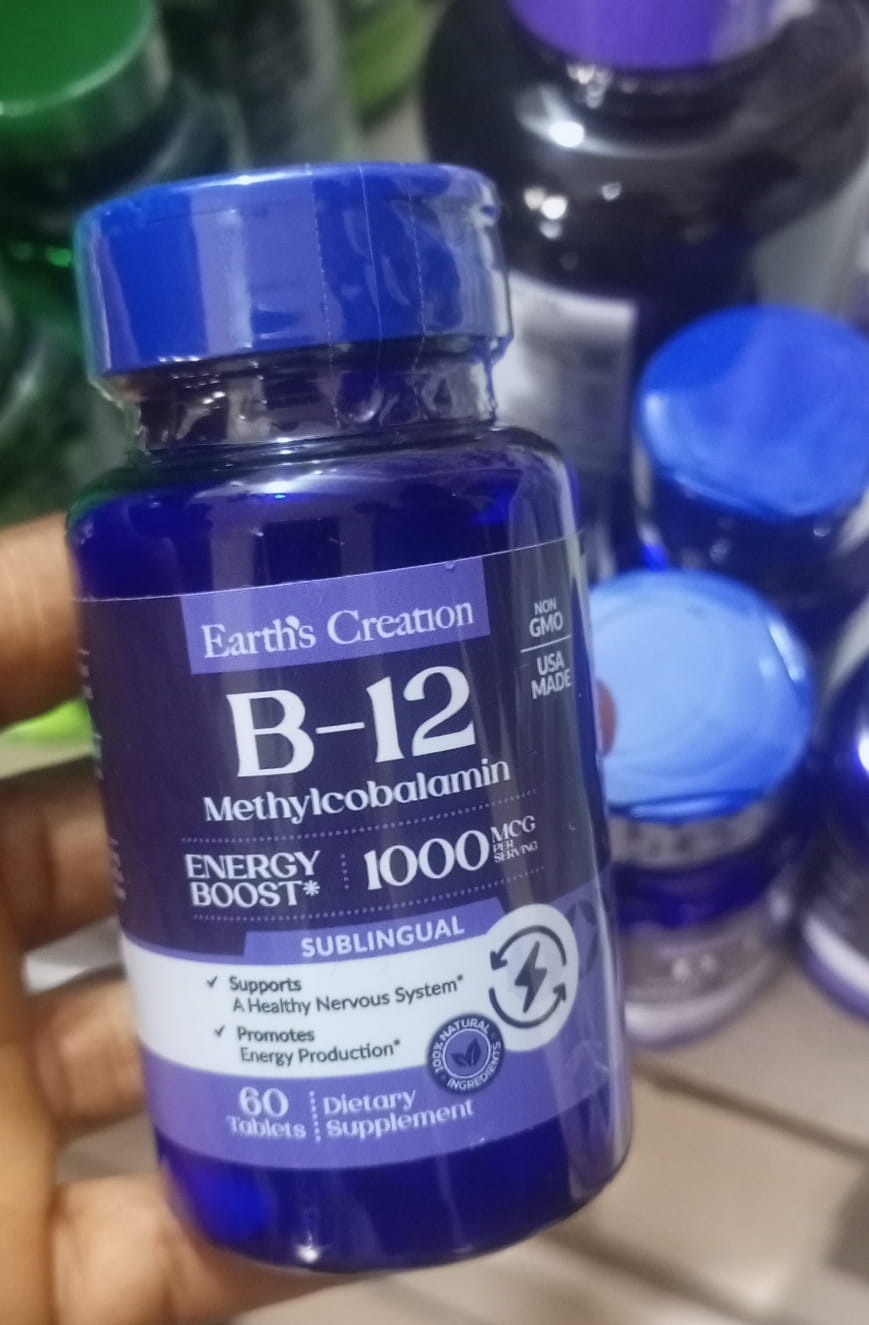 Earth's Creation
NON
GMO
USA
MADE
B-12
Methylcobalamin
ENERGY
BOOST*
1000 MCG
PER
SERVING
SUBLINGUAL
✓ Supports
A Healthy Nervous System*
✓ Promotes
Energy Production*
100% NATURAL
INGREDIENTS
60
Tablets
Dietary
Supplement